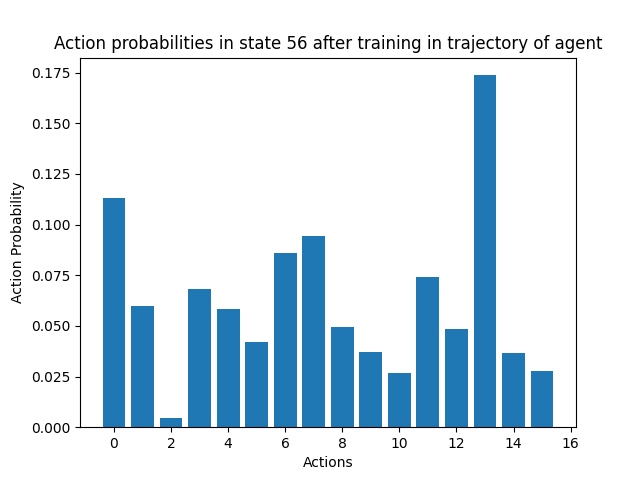 Action probabilities in state 56 after training in trajectory of agent
0.175
0.150
0.125
0.100
0.075
0.050
0.025
0.000
Action Probability
0 2 4 6 8 10 12 14 16
Actions